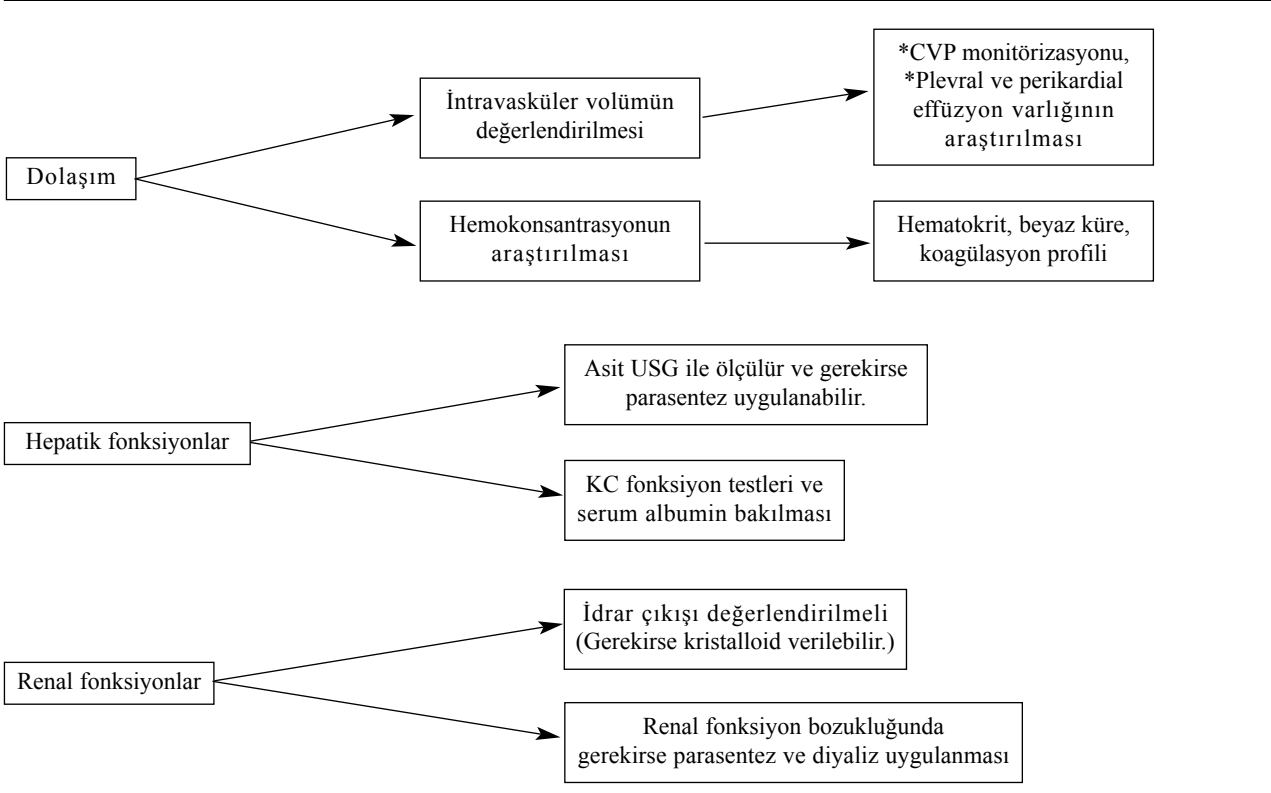 Dolaşım
İntravasküler volümün
değerlendirilmesi
*CVP monitörizasyonu,
*Plevral ve perikardial
effüzyon varlığının
araştırılması
Hemokonsantrasyonun
araştırılması
Hematokrit, beyaz küre,
koagülasyon profili
Hepatik fonksiyonlar
Asit USG ile ölçülür ve gerekirse
parasentez uygulanabilir.
KC fonksiyon testleri ve
serum albumin bakılması
Renal fonksiyonlar
İdrar çıkışı değerlendirilmeli
(Gerekirse kristalloid verilebilir.)
Renal fonksiyon bozukluğunda
gerekirse parasentez ve diyaliz uygulanması